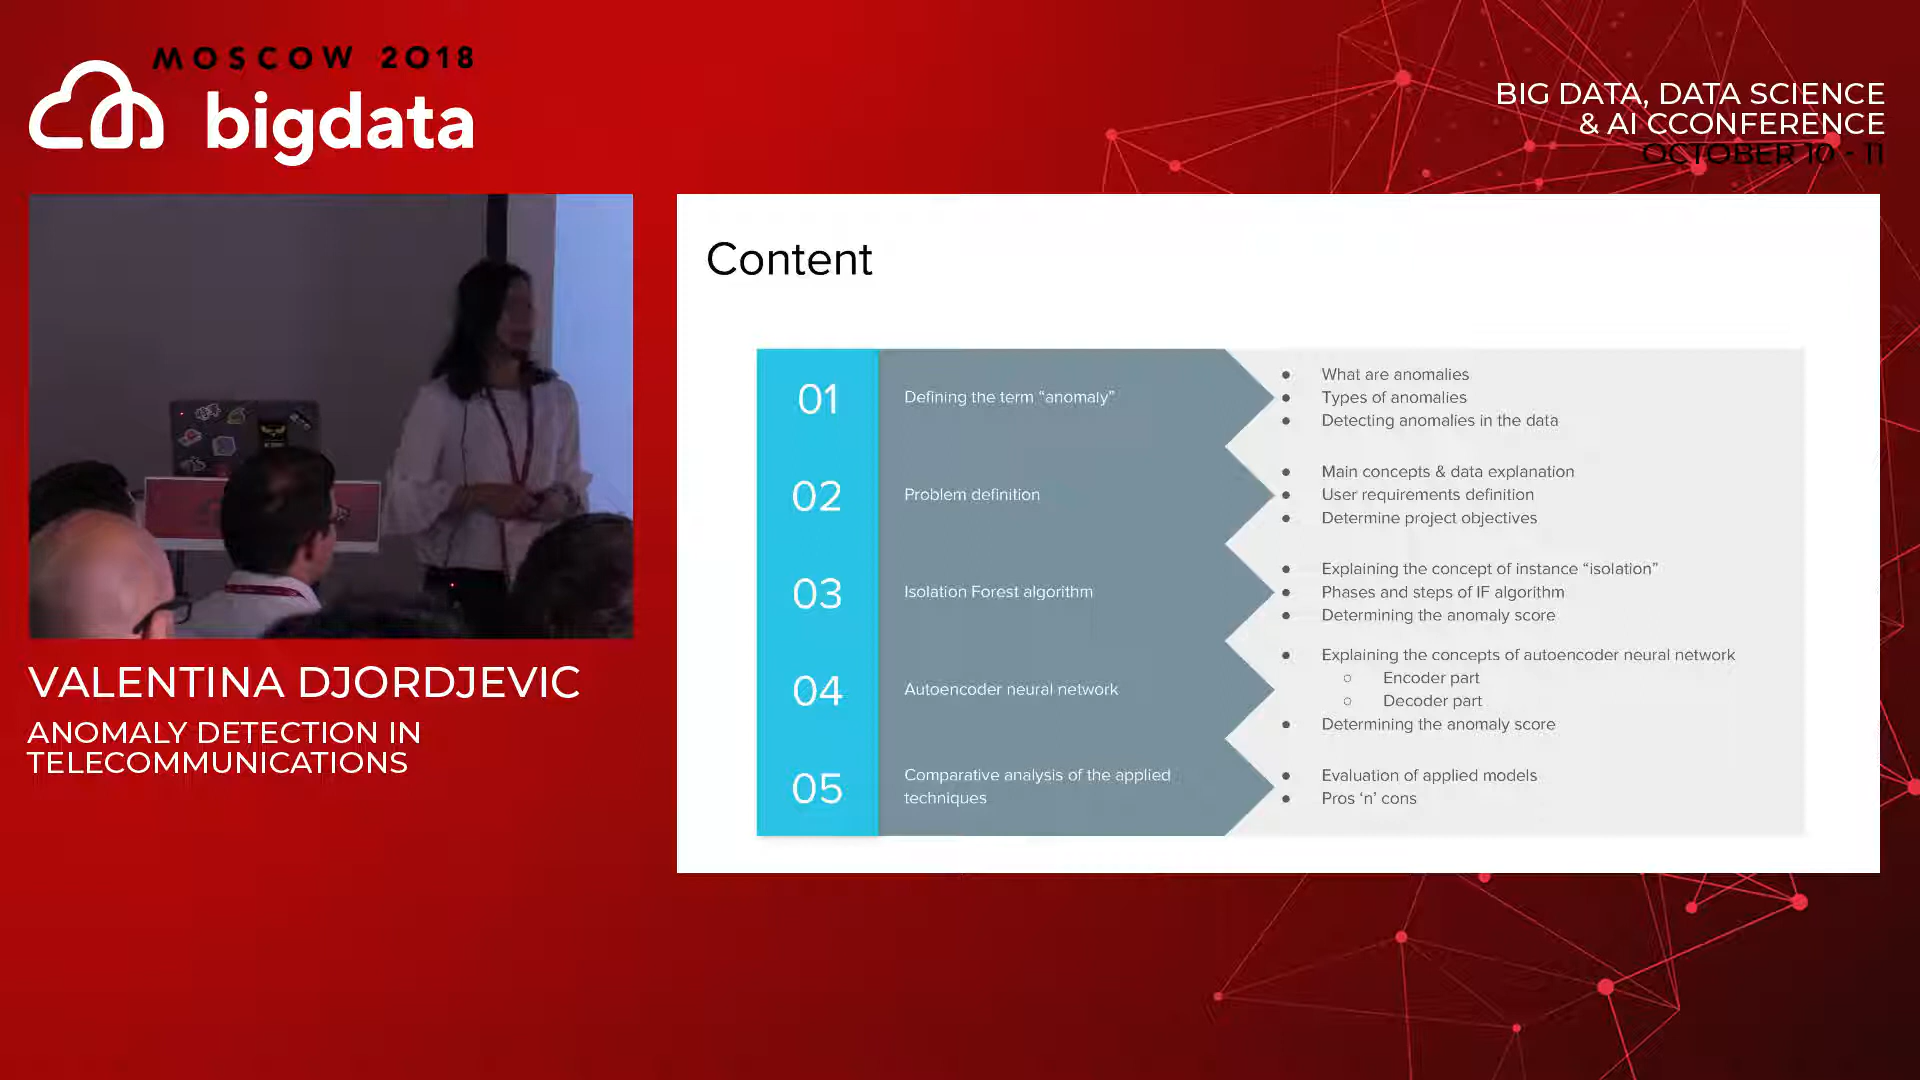 MOSCOW 2018
bigdata
BIG DATA, DATA SCIENCE
& AI CCONFERENCE
OCTOBER 10 - 11
VALENTINA DJORDJEVIC
ANOMALY DETECTION IN
TELECOMMUNICATIONS
Content
01
Defining the term “anomaly”
● What are anomalies
● Types of anomalies
● Detecting anomalies in the data
02
Problem definition
● Main concepts & data explanation
● User requirements definition
● Determine project objectives
03
Isolation Forest algorithm
● Explaining the concept of instance “isolation”
● Phases and steps of IF algorithm
● Determining the anomaly score
04
Autoencoder neural network
● Explaining the concepts of autoencoder neural network
○ Encoder part
○ Decoder part
● Determining the anomaly score
05
Comparative analysis of the applied
techniques
● Evaluation of applied models
● Pros ‘n’ cons